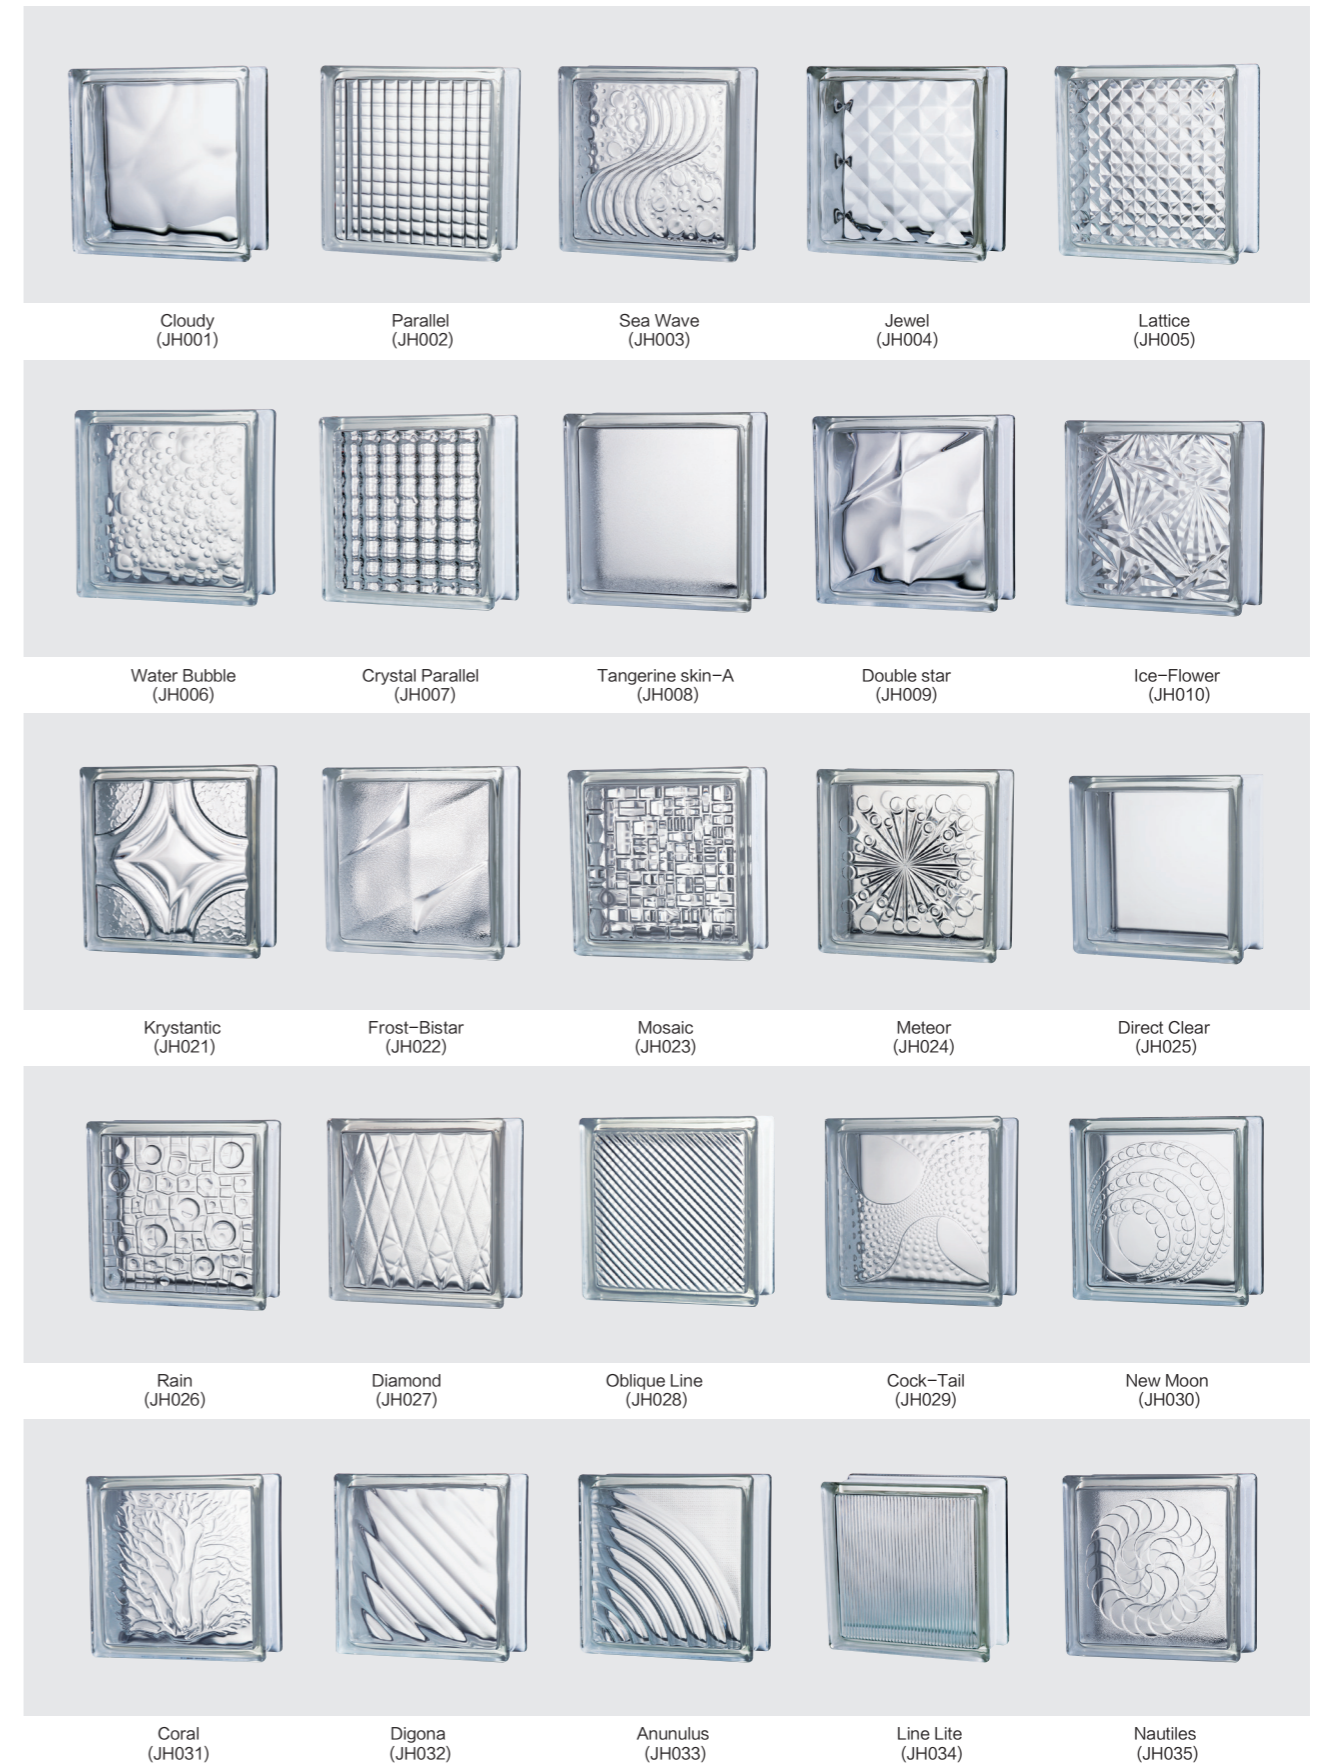 Cloudy
(JH001)
Parallel
(JH002)
Sea Wave
(JH003)
Jewel
(JH004)
Lattice
(JH005)
Water Bubble
(JH006)
Crystal Parallel
(JH007)
Tangerine skin-A
(JH008)
Double star
(JH009)
Ice-Flower
(JH010)
Krystantic
(JH021)
Frost-Bistar
(JH022)
Mosaic
(JH023)
Meteor
(JH024)
Direct Clear
(JH025)
Rain
(JH026)
Diamond
(JH027)
Oblique Line
(JH028)
Cock-Tail
(JH029)
New Moon
(JH030)
Coral
(JH031)
Digona
(JH032)
Anunulus
(JH033)
Line Lite
(JH034)
Nautiles
(JH035)